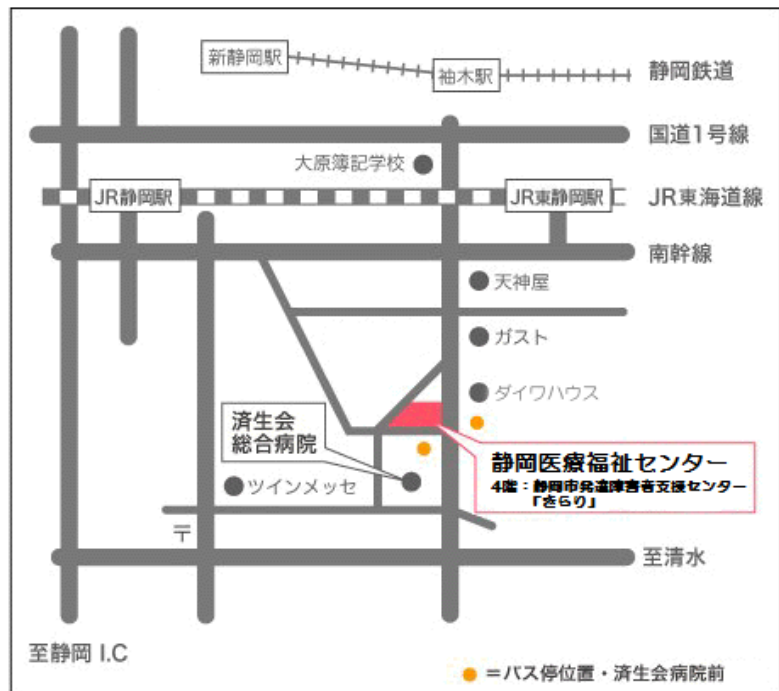 新静岡駅
柚木駅
静岡鉄道
国道1号線
大原簿記学校
JR静岡駅
JR東静岡駅
JR東海道線
南幹線
天神屋
ガスト
ダイワハウス
済生会
総合病院
静岡医療福祉センター
4階：静岡市発達障害者支援センター
「きらり」
ツインメッセ
〒
至清水
至静岡 I.C
=バス停位置・済生会病院前